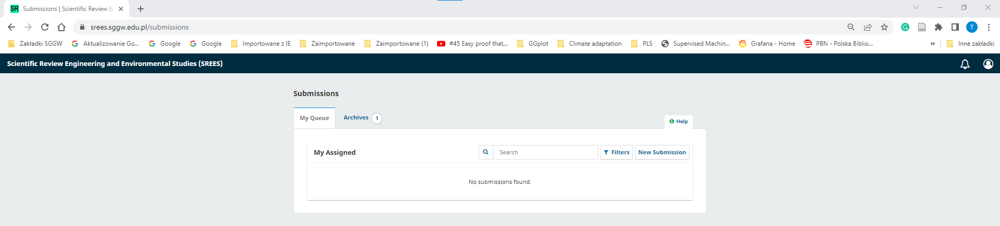 SR Submissions | Scientific Review En
srees.sggw.edu.pl/submissions
T
Zakładki SGGW Aktualizowanie Go... Google Google Importowane z IE Zaimportowane Zaimportowane (1) #45 Easy proof that... GGplot Climate adaptation PLS Supervised Machin... Grafana - Home PBN - Polska Biblio... » Inne zakładki
Scientific Review Engineering and Environmental Studies (SREES)
Submissions
My Queue Archives 1
Help
My Assigned Search Filters New Submission
No submissions found.